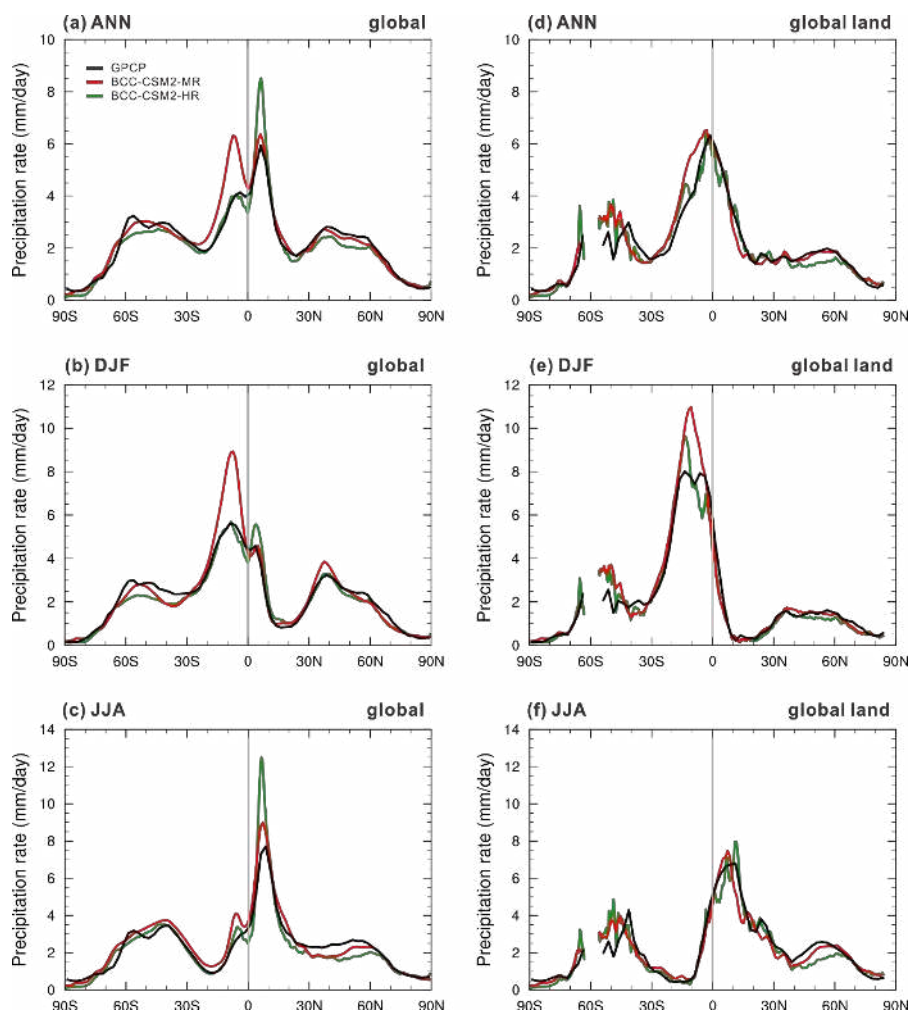 (a) ANN global
Precipitation rate (mm/day)
10
8
6
4
2
0
GPCP
BCC-CSM2-MR
BCC-CSM2-HR
90S 60S 30S 0 30N 60N 90N
(d) ANN global land
Precipitation rate (mm/day)
10
8
6
4
2
0
90S 60S 30S 0 30N 60N 90N
(b) DJF global
Precipitation rate (mm/day)
12
10
8
6
4
2
0
90S 60S 30S 0 30N 60N 90N
(e) DJF global land
Precipitation rate (mm/day)
12
10
8
6
4
2
0
90S 60S 30S 0 30N 60N 90N
(c) JJA global
Precipitation rate (mm/day)
14
12
10
8
6
4
2
0
90S 60S 30S 0 30N 60N 90N
(f) JJA global land
Precipitation rate (mm/day)
14
12
10
8
6
4
2
0
90S 60S 30S 0 30N 60N 90N